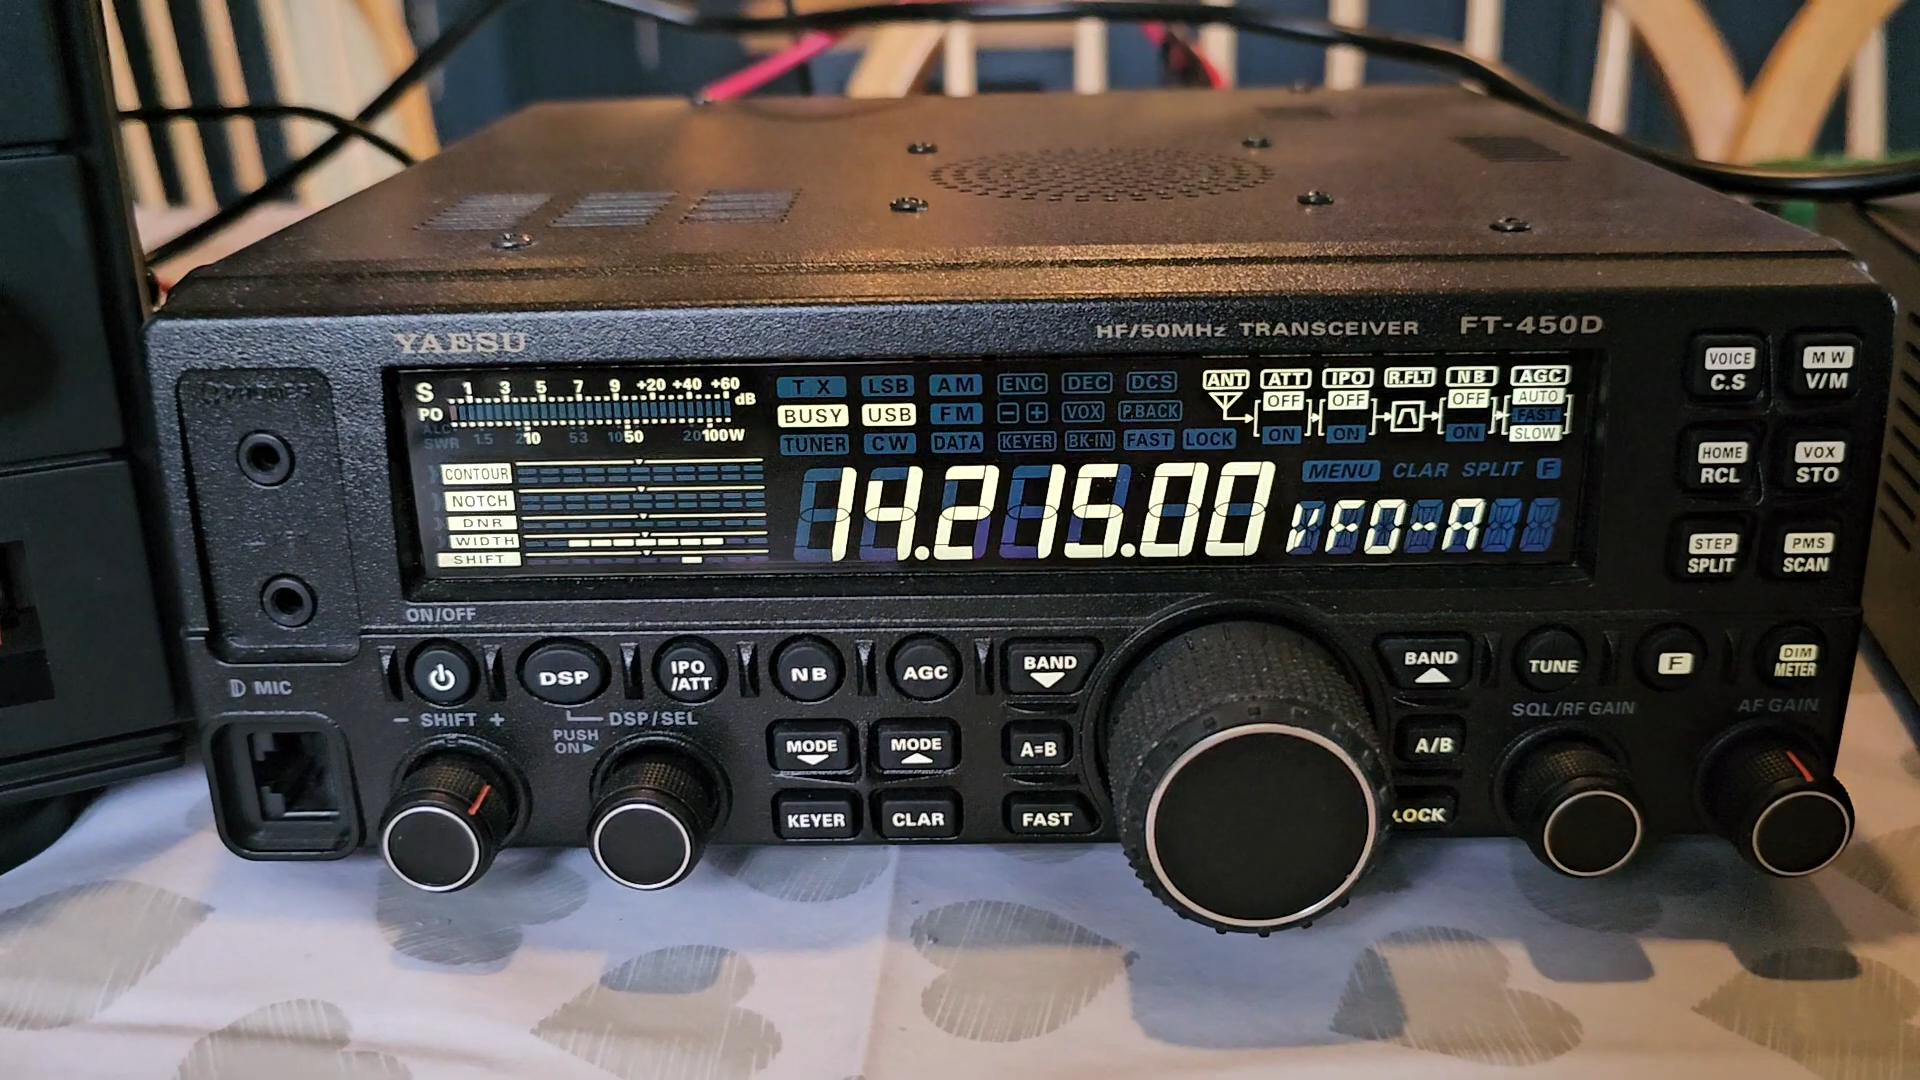 YAESU
HF/50MHz TRANSCEIVER FT-450D
S 1 3 5 7 9 +20 +40 +60 dB
PO
ALC
SWR 1.5 2 10 53 10 50 20 100W
TX LSB AM ENC DEC DCS
BUSY USB FM - + VOX P.BACK
TUNER CW DATA KEYER BK-IN FAST LOCK
ANT ATT IPO R.FLT NB AGC
OFF OFF OFF AUTO
FAST
ON ON ON SLOW
CONTOUR
NOTCH
DNR
WIDTH
SHIFT
MENU CLAR SPLIT F
14.215.00 VFO-A
VOICE MW
C.S V/M
HOME VOX
RCL STO
STEP PMS
SPLIT SCAN
ON/OFF
DSP IPO/ATT NB AGC BAND BAND TUNE F DIM METER
MIC
- SHIFT + DSP/SEL
PUSH ON
SQL/RF GAIN AF GAIN
MODE MODE A=B A/B
KEYER CLAR FAST LOCK